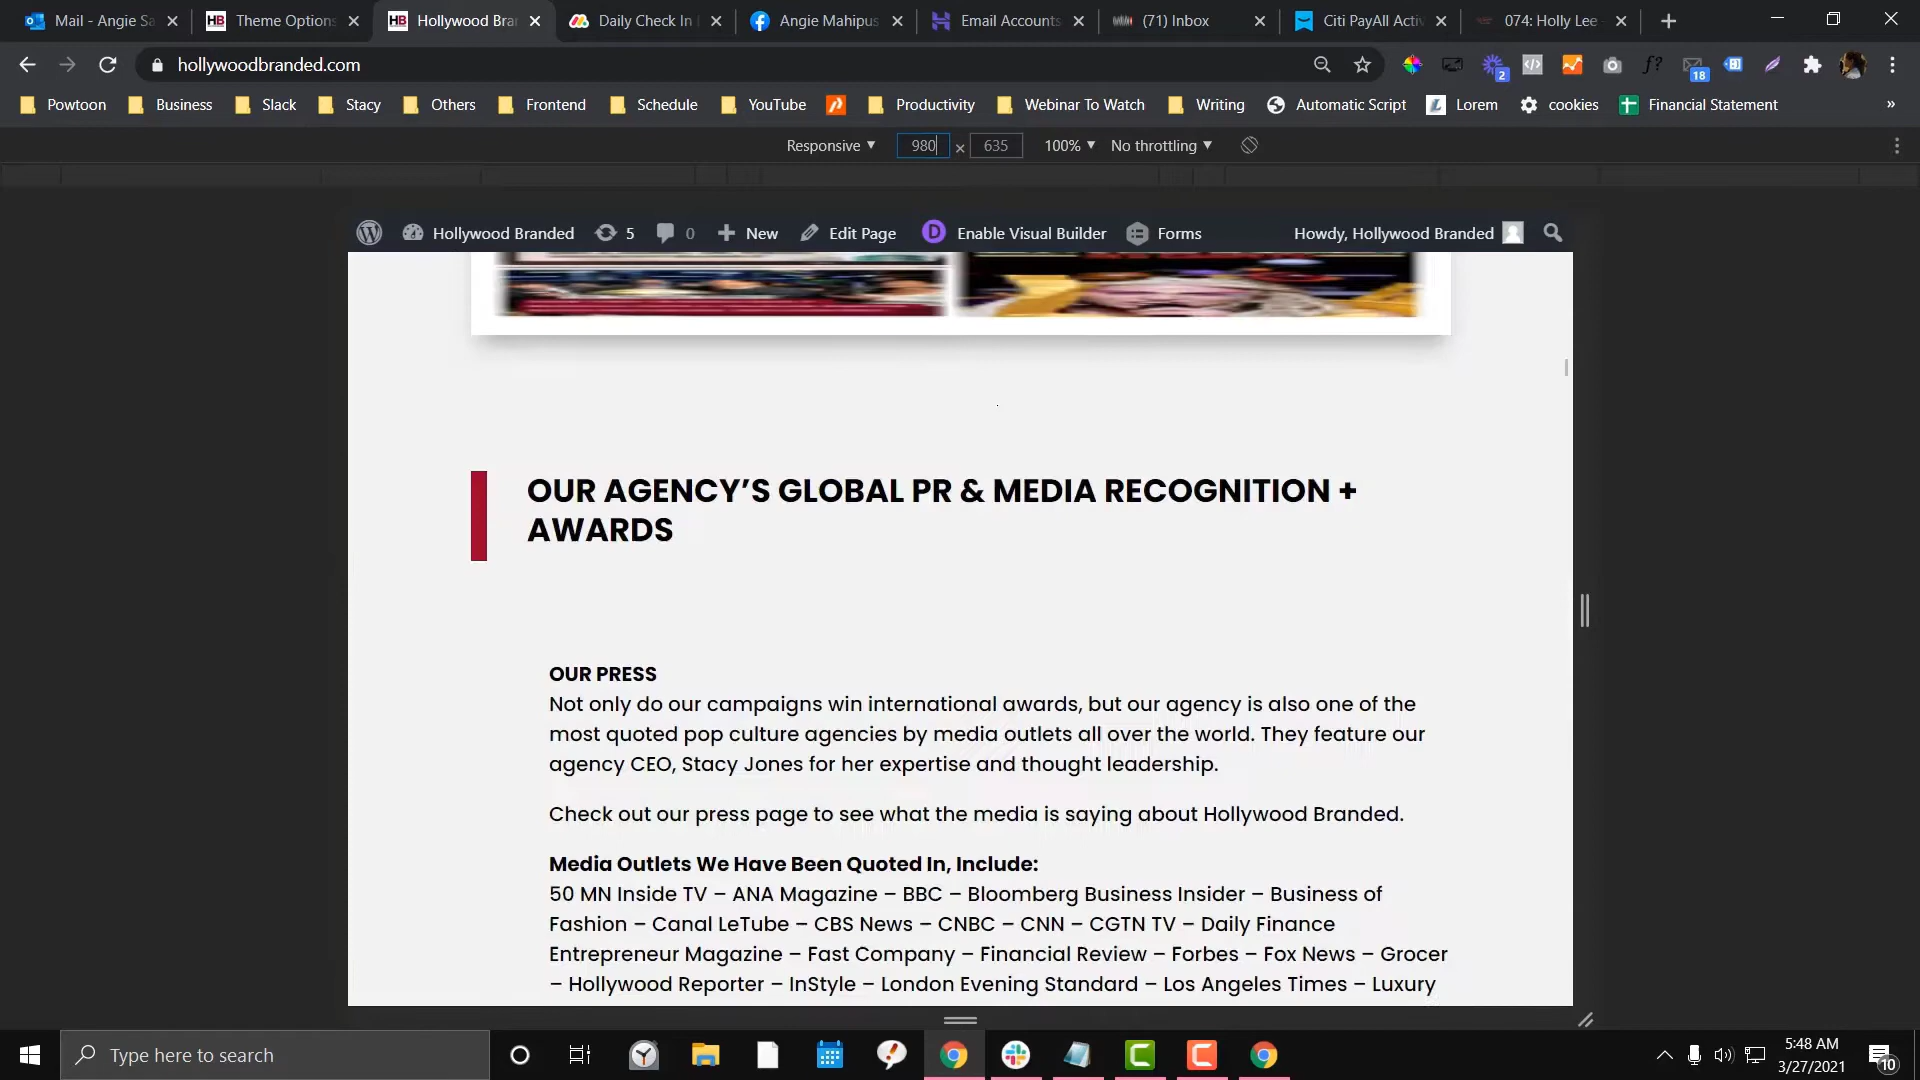 Mail - Angie Sa
Theme Options
Hollywood Bra
Daily Check In
Angie Mahipus
Email Accounts
(71) Inbox
Citi PayAll Activ
074: Holly Lee
hollywoodbranded.com
2
18
Powtoon
Business
Slack
Stacy
Others
Frontend
Schedule
YouTube
Productivity
Webinar To Watch
Writing
Automatic Script
Lorem
cookies
Financial Statement
»
Responsive
980 × 635
100%
No throttling
Hollywood Branded
5
0
New
Edit Page
Enable Visual Builder
Forms
Howdy, Hollywood Branded
OUR AGENCY’S GLOBAL PR & MEDIA RECOGNITION +
AWARDS
OUR PRESS
Not only do our campaigns win international awards, but our agency is also one of the
most quoted pop culture agencies by media outlets all over the world. They feature our
agency CEO, Stacy Jones for her expertise and thought leadership.
Check out our press page to see what the media is saying about Hollywood Branded.
Media Outlets We Have Been Quoted In, Include:
50 MN Inside TV – ANA Magazine – BBC – Bloomberg Business Insider – Business of
Fashion – Canal LeTube – CBS News – CNBC – CNN – CGTN TV – Daily Finance
Entrepreneur Magazine – Fast Company – Financial Review – Forbes – Fox News – Grocer
– Hollywood Reporter – InStyle – London Evening Standard – Los Angeles Times – Luxury
Type here to search
5:48 AM
3/27/2021
10